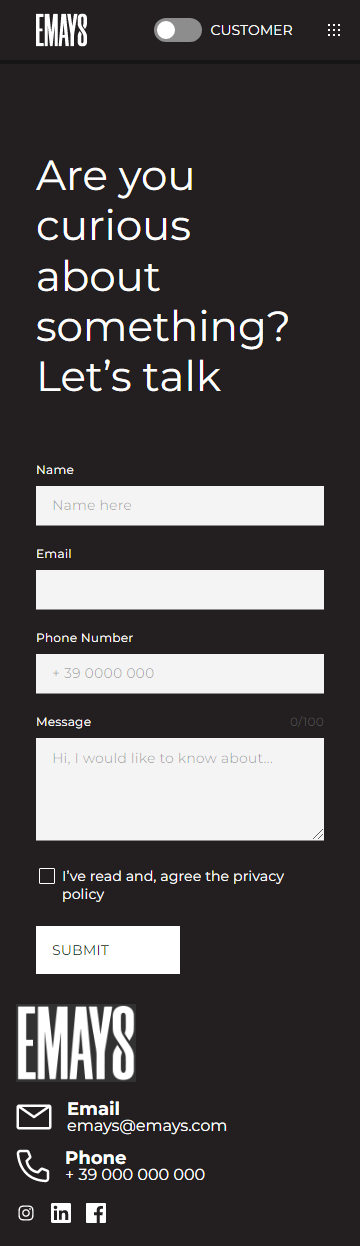 EMAYS
CUSTOMER
Are you
curious
about
something?
Let’s talk
Name
Name here
Email
Phone Number
+ 39 0000 000
Message
0/100
Hi, I would like to know about...
I’ve read and, agree the privacy
policy
SUBMIT
EMAYS
Email
emays@emays.com
Phone
+ 39 000 000 000